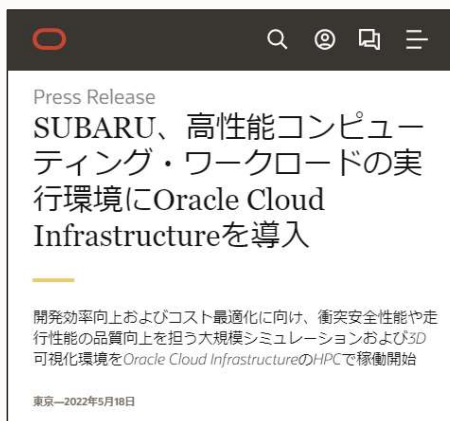 Press Release
SUBARU、高性能コンピュー
ティング・ワークロードの実
行環境にOracle Cloud
Infrastructureを導入
開発効率向上およびコスト最適化に向け、衝突安全性能や走
行性能の品質向上を担う大規模シミュレーションおよび3D
可視化環境をOracle Cloud InfrastructureのHPCで稼働開始
東京—2022年5月18日